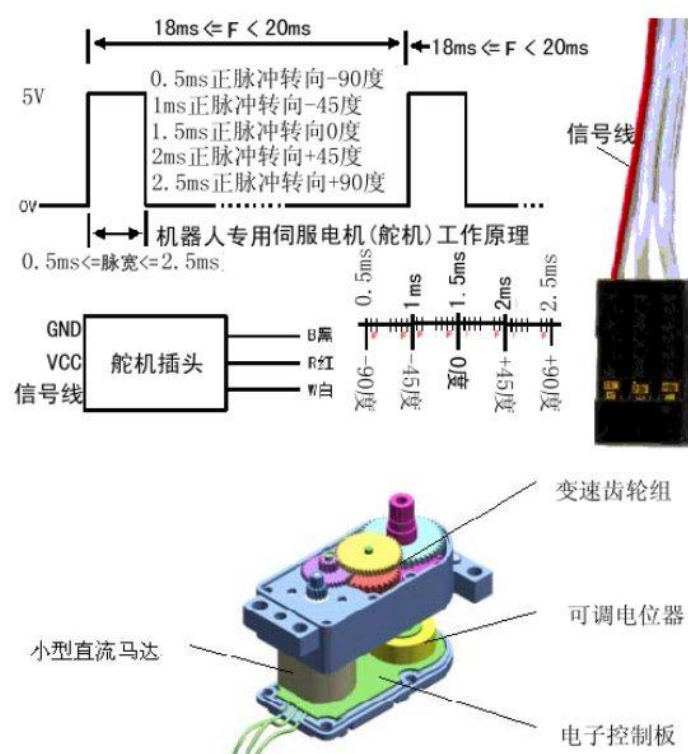 18ms<=F<20ms
18ms<=F<20ms
5V
0.5ms正脉冲转向-90度
1ms正脉冲转向-45度
1.5ms正脉冲转向0度
2ms正脉冲转向+45度
2.5ms正脉冲转向+90度
0V
机器人专用伺服电机(舵机)工作原理
0.5ms<=脉宽<=2.5ms
信号线
0.5ms
1ms
1.5ms
2ms
2.5ms
-90度
-45度
0度
+45度
+90度
GND
VCC
信号线
舵机插头
B黑
R红
W白
变速齿轮组
可调电位器
小型直流马达
电子控制板